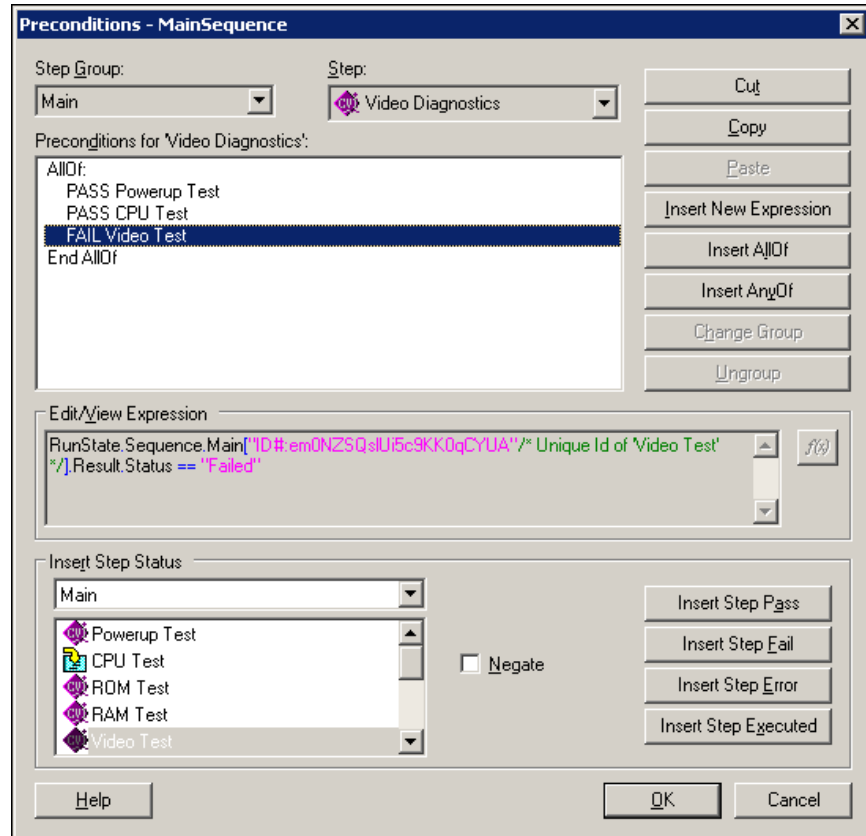 Preconditions - MainSequence
Step Group:
Step:
Main
Video Diagnostics
Preconditions for 'Video Diagnostics':
AllOf:
PASS Powerup Test
PASS CPU Test
FAIL Video Test
End AllOf
Cut
Copy
Paste
Insert New Expression
Insert AllOf
Insert AnyOf
Change Group
Ungroup
Edit/View Expression
RunState.Sequence.Main["ID#:em0NZSQslUi5c9KK0qCYUA"/* Unique Id of 'Video Test'
*/].Result.Status == "Failed"
f(x)
Insert Step Status
Main
CVI Powerup Test
CPU Test
CVI ROM Test
CVI RAM Test
CVI Video Test
Negate
Insert Step Pass
Insert Step Fail
Insert Step Error
Insert Step Executed
Help
OK
Cancel